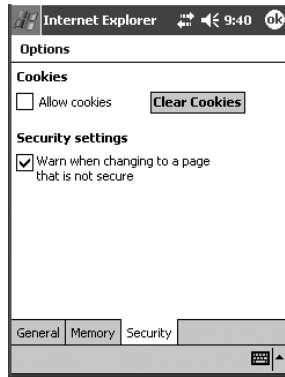 Internet Explorer 9:40 ok
Options
Cookies
Allow cookies Clear Cookies
Security settings
Warn when changing to a page
that is not secure
General Memory Security